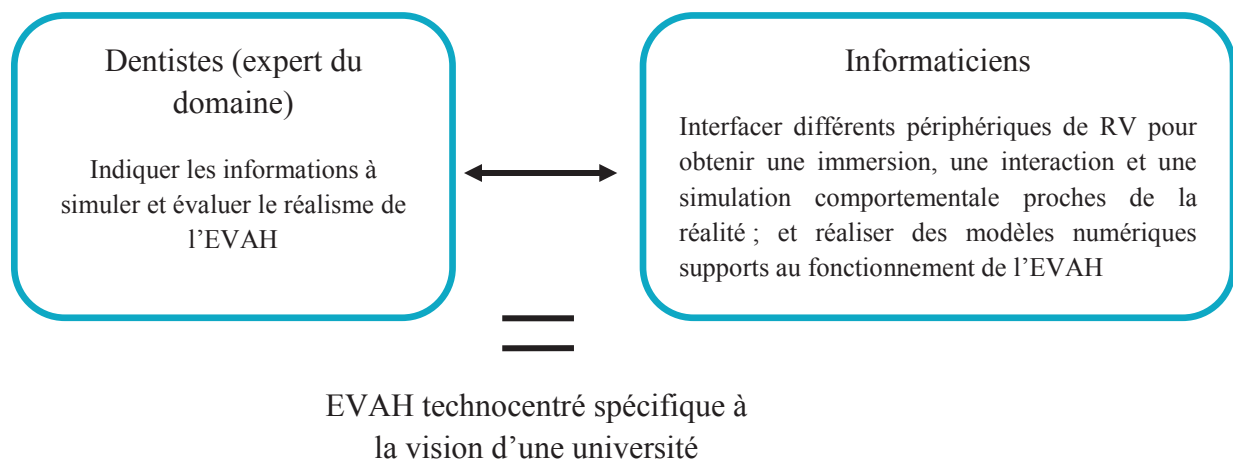 Dentistes (expert du
domaine)
Indiquer les informations à
simuler et évaluer le réalisme de
l’EVAH
Informaticiens
Interfacer différents périphériques de RV pour
obtenir une immersion, une interaction et une
simulation comportementale proches de la
réalité ; et réaliser des modèles numériques
supports au fonctionnement de l’EVAH
EVAH technocentré spécifique à
la vision d’une université